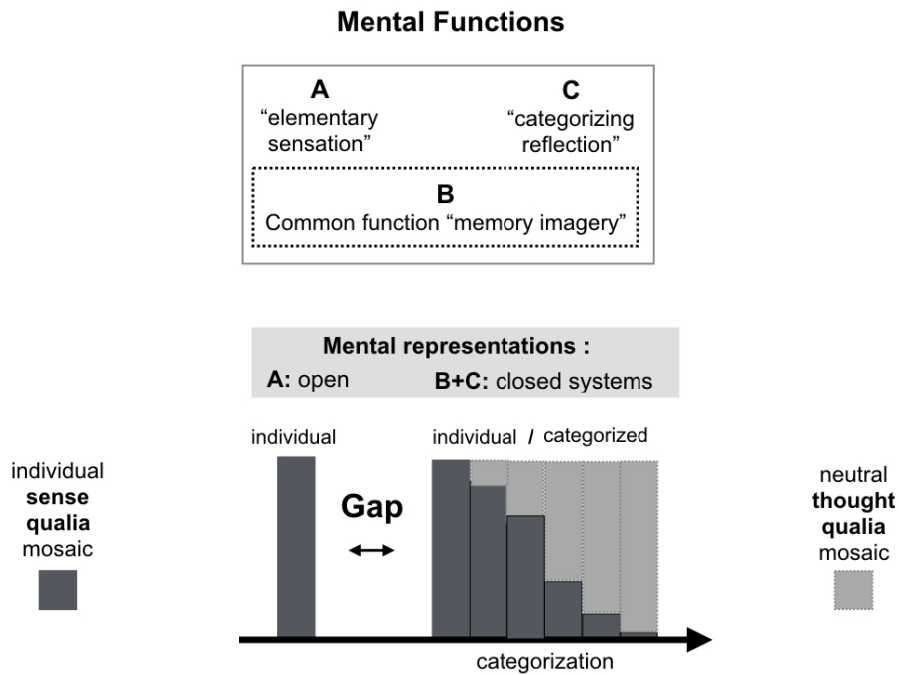 Mental Functions
A
“elementary
sensation”
C
“categorizing
reflection”
B
Common function “memory imagery”
Mental representations :
A: open
B+C: closed systems
individual
individual / categorized
individual
sense
qualia
mosaic
Gap
neutral
thought
qualia
mosaic
categorization